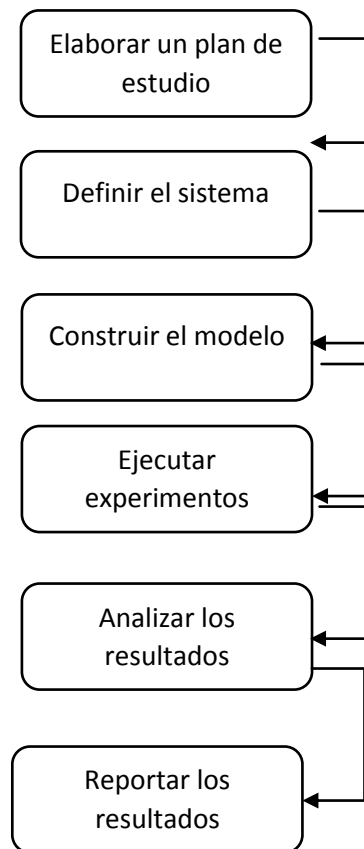 Elaborar un plan de
estudio
Definir el sistema
Construir el modelo
Ejecutar
experimentos
Analizar los
resultados
Reportar los
resultados